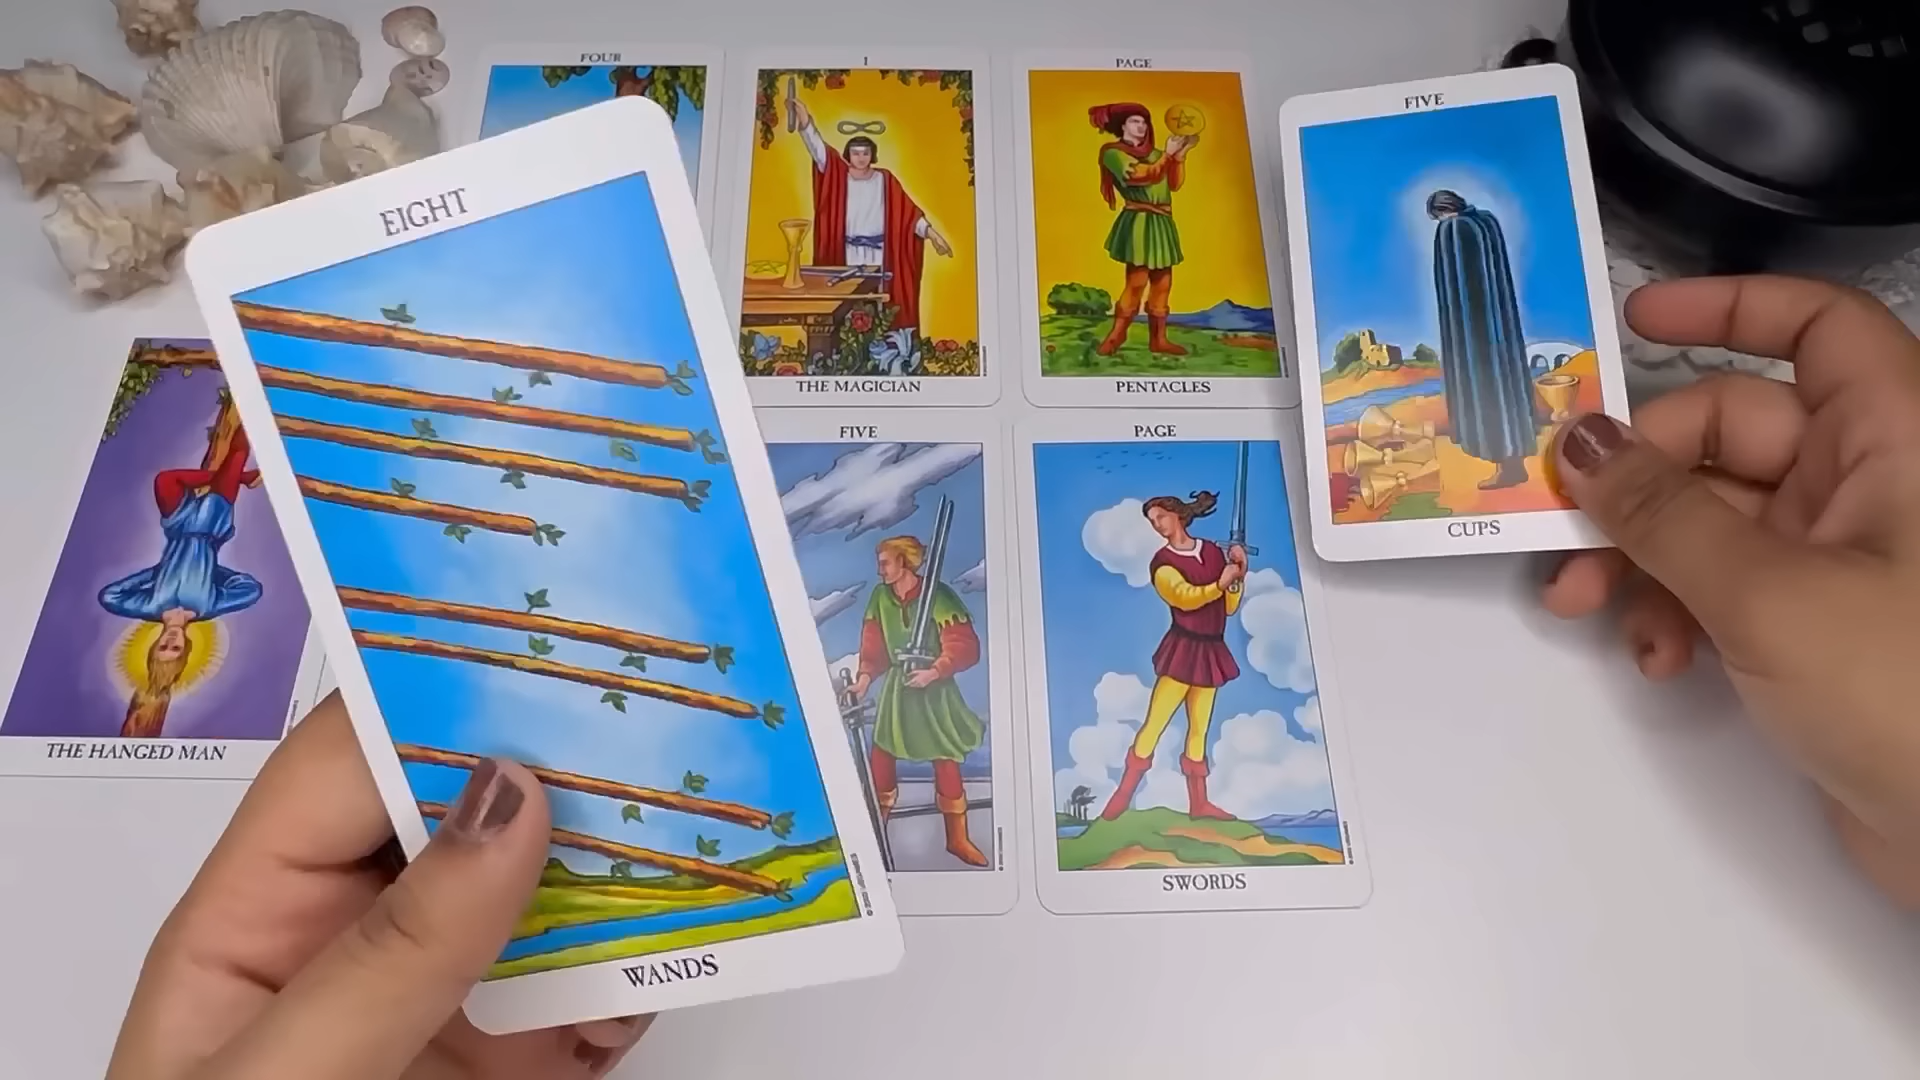 FOUR
I
THE MAGICIAN
PAGE
PENTACLES
FIVE
CUPS
EIGHT
WANDS
THE HANGED MAN
FIVE
PAGE
SWORDS